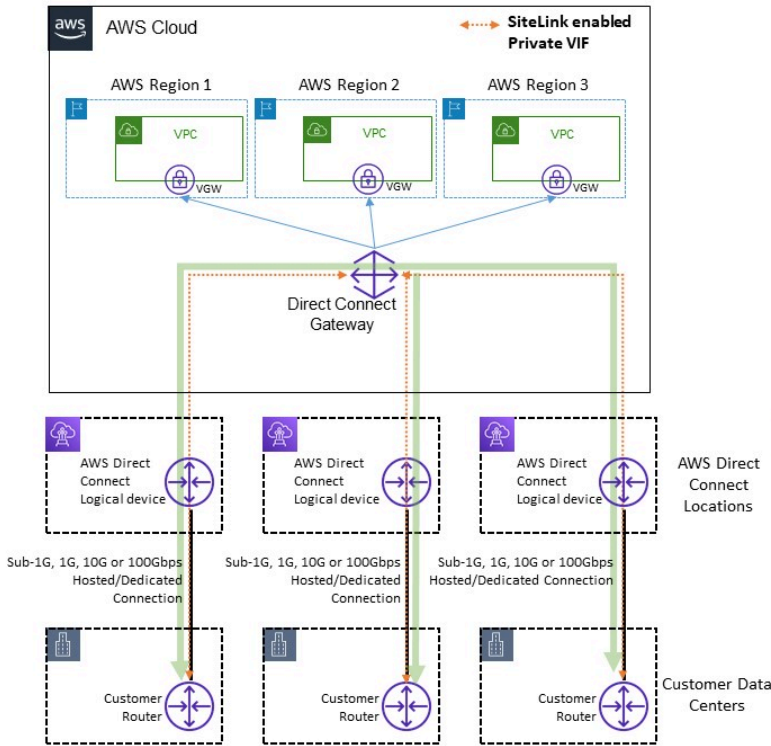 aws
AWS Cloud
SiteLink enabled
Private VIF
AWS Region 1
AWS Region 2
AWS Region 3
VPC
VPC
VPC
VGW
VGW
VGW
Direct Connect
Gateway
AWS Direct
Connect
Logical device
AWS Direct
Connect
Logical device
AWS Direct
Connect
Logical device
AWS Direct
Connect
Locations
Sub-1G, 1G, 10G or 100Gbps
Hosted/Dedicated
Connection
Sub-1G, 1G, 10G or 100Gbps
Hosted/Dedicated
Connection
Sub-1G, 1G, 10G or 100Gbps
Hosted/Dedicated Connection
Customer
Router
Customer
Router
Customer
Router
Customer Data
Centers